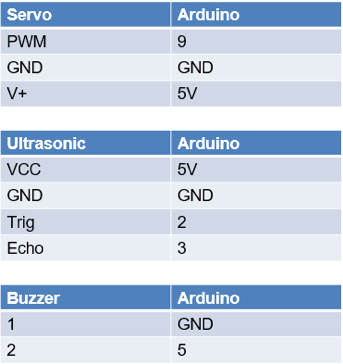 Servo Arduino
PWM 9
GND GND
V+ 5V
Ultrasonic Arduino
VCC 5V
GND GND
Trig 2
Echo 3
Buzzer Arduino
1 GND
2 5